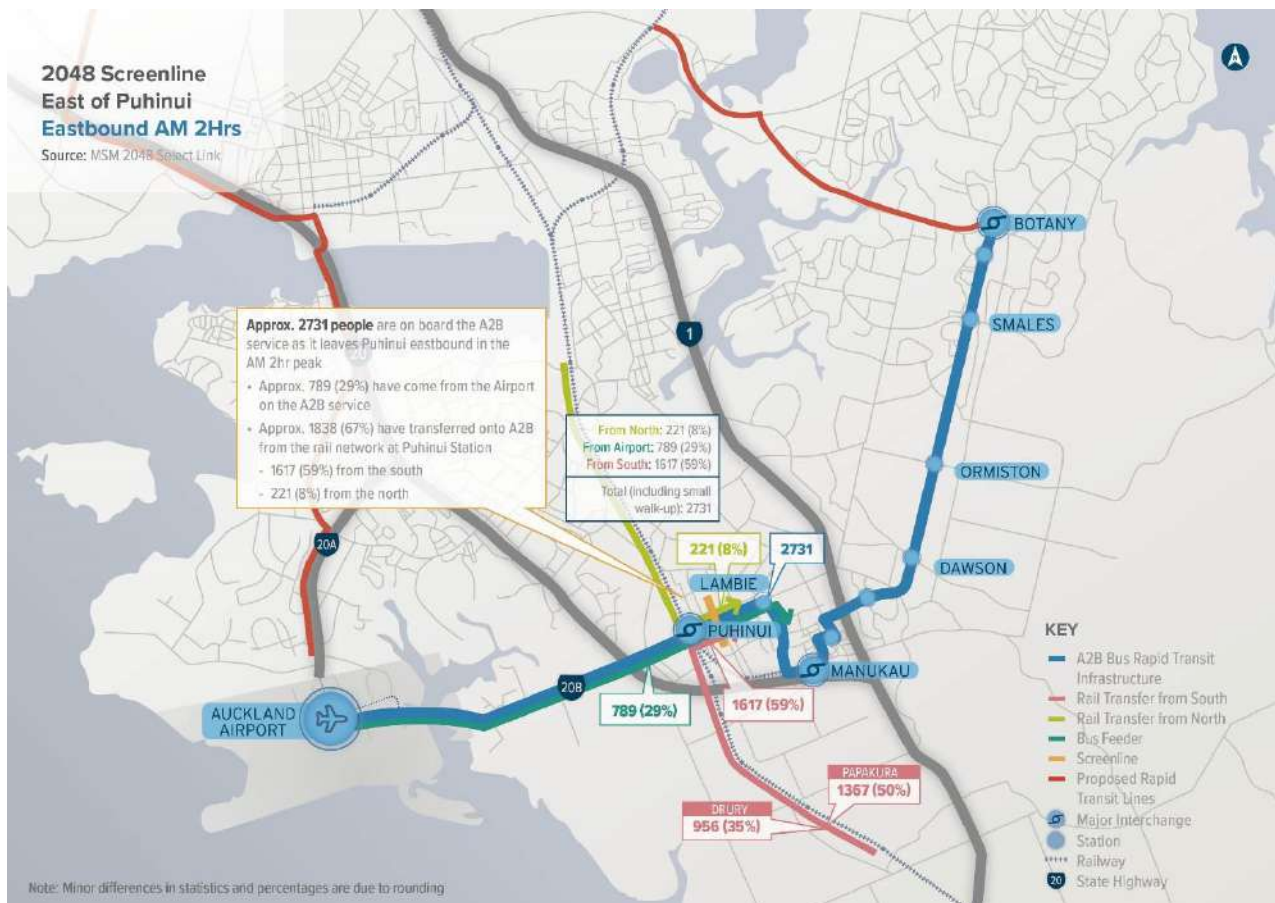 2048 Screenline
East of Puhinui
Eastbound AM 2Hrs
Source: MSM 2048 Select Link
Approx. 2731 people are on board the A2B
service as it leaves Puhinui eastbound in the
AM 2hr peak
• Approx. 789 (29%) have come from the Airport
on the A2B service
• Approx. 1838 (67%) have transferred onto A2B
from the rail network at Puhinui Station
- 1617 (59%) from the south
- 221 (8%) from the north
From North: 221 (8%)
From Airport: 789 (29%)
From South: 1617 (59%)
Total (including small
walk-up): 2731
1
BOTANY
SMALES
ORMISTON
DAWSON
20A
221 (8%)
2731
LAMBIE
PUHINUI
MANUKAU
20B
789 (29%)
1617 (59%)
AUCKLAND
AIRPORT
PAPAKURA
1367 (50%)
DRURY
956 (35%)
KEY
A2B Bus Rapid Transit
Infrastructure
Rail Transfer from South
Rail Transfer from North
Bus Feeder
Screenline
Proposed Rapid
Transit Lines
Major Interchange
Station
Railway
20
State Highway
Note: Minor differences in statistics and percentages are due to rounding